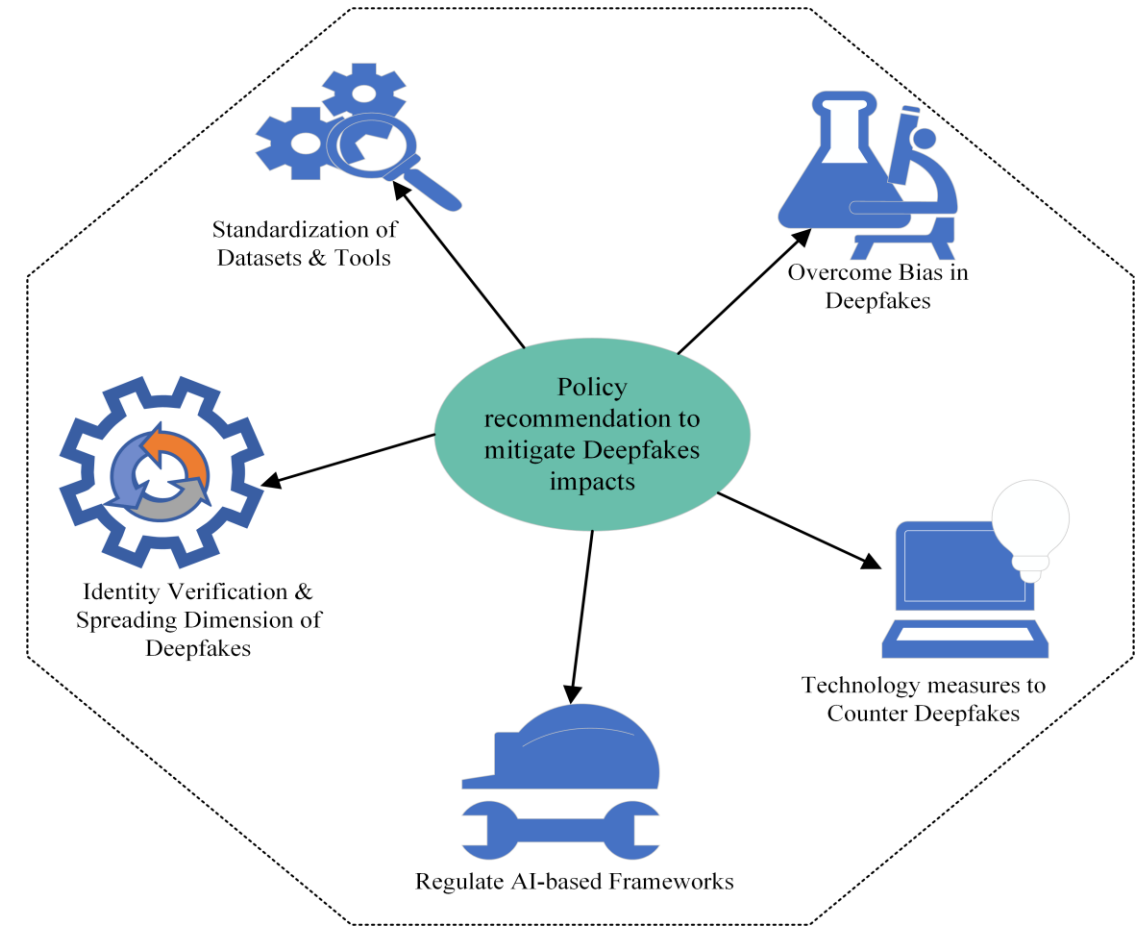 Standardization of
Datasets & Tools
Overcome Bias in
Deepfakes
Policy
recommendation to
mitigate Deepfakes
impacts
Identity Verification &
Spreading Dimension of
Deepfakes
Technology measures to
Counter Deepfakes
Regulate AI-based Frameworks